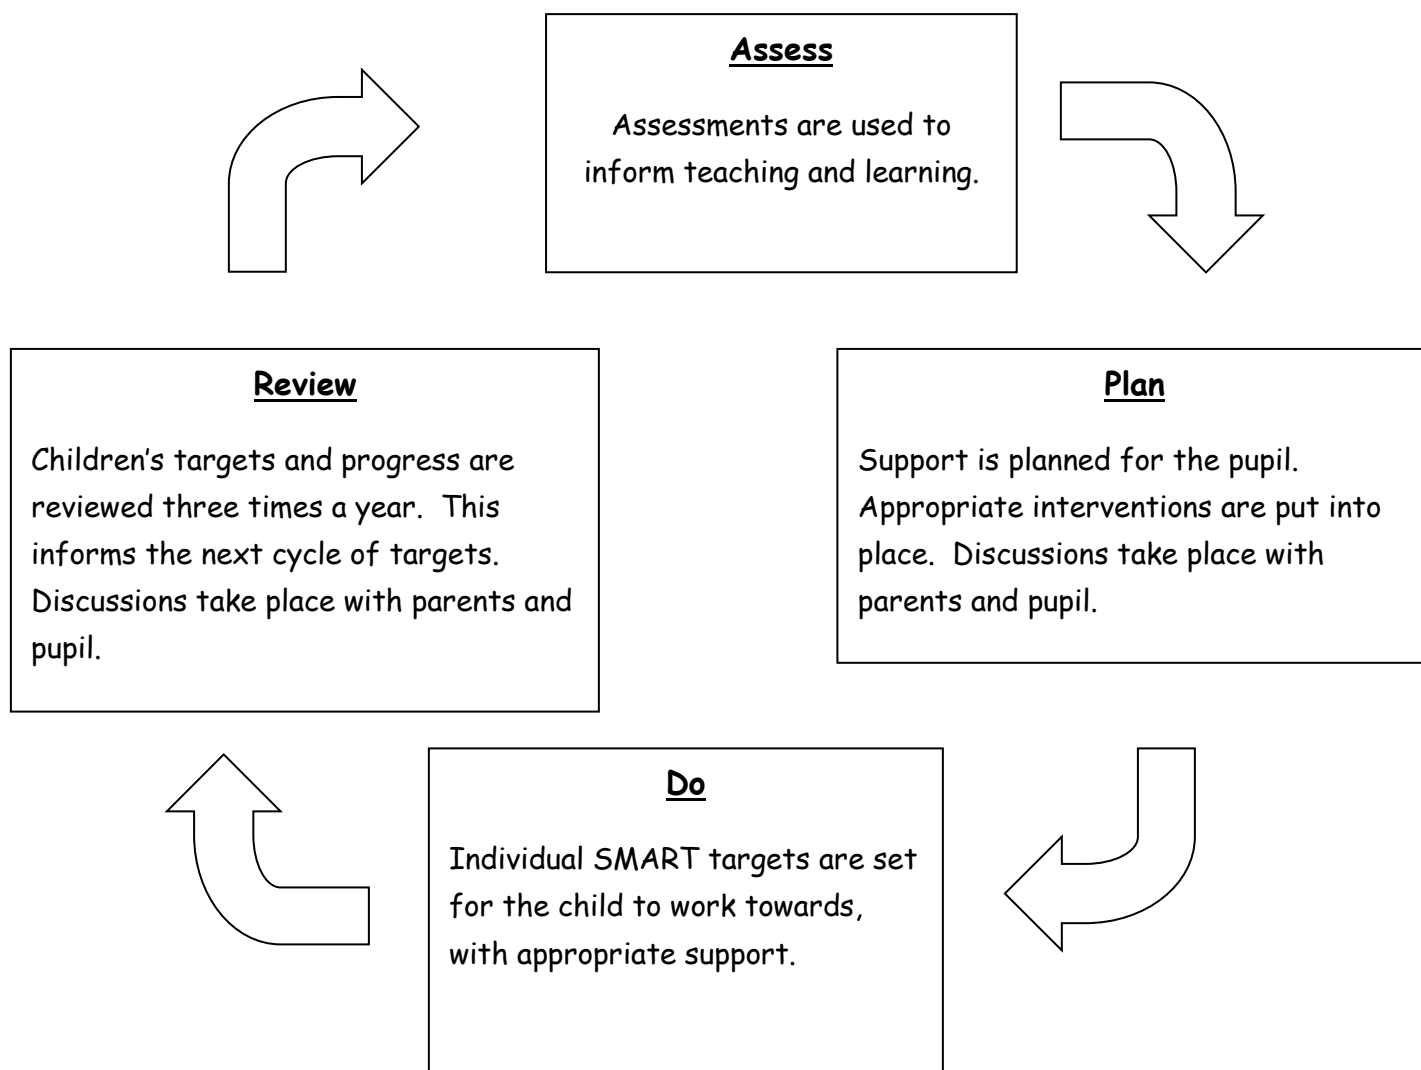 Assess
Assessments are used to
inform teaching and learning.
Review
Children’s targets and progress are
reviewed three times a year.  This
informs the next cycle of targets.
Discussions take place with parents and
pupil.
Plan
Support is planned for the pupil.
Appropriate interventions are put into
place.  Discussions take place with
parents and pupil.
Do
Individual SMART targets are set
for the child to work towards,
with appropriate support.